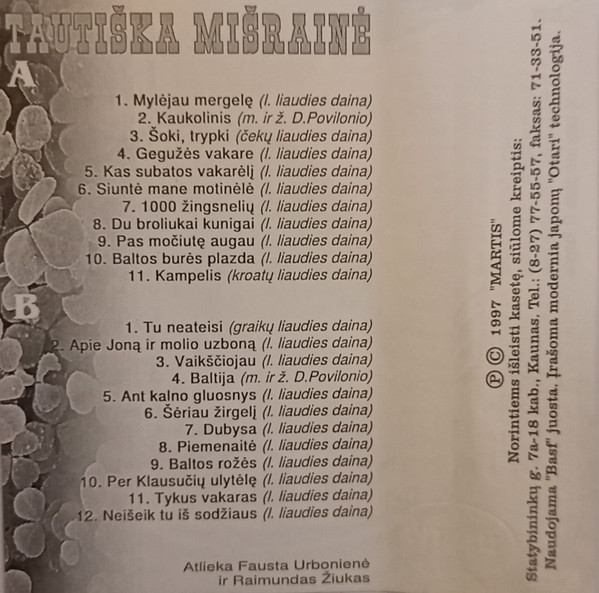 TAUTIŠKA MIŠRAINĖ
A
1. Mylėjau mergelę (l. liaudies daina)
2. Kaukolinis (m. ir ž. D.Povilonio)
3. Šoki, trypki (čekų liaudies daina)
4. Gegužės vakare (l. liaudies daina)
5. Kas subatos vakarėlį (l. liaudies daina)
6. Siuntė mane motinėlė (l. liaudies daina)
7. 1000 žingsnelių (l. liaudies daina)
8. Du broliukai kunigai (l. liaudies daina)
9. Pas močiutę augau (l. liaudies daina)
10. Baltos burės plazda (l. liaudies daina)
11. Kampelis (kroatų liaudies daina)
B
1. Tu neateisi (graikų liaudies daina)
2. Apie Joną ir molio uzboną (l. liaudies daina)
3. Vaikščiojau (l. liaudies daina)
4. Baltija (m. ir ž. D.Povilonio)
5. Ant kalno gluosnys (l. liaudies daina)
6. Šėriau žirgelį (l. liaudies daina)
7. Dubysa (l. liaudies daina)
8. Piemenaitė (l. liaudies daina)
9. Baltos rožės (l. liaudies daina)
10. Per Klausučių ulytėlę (l. liaudies daina)
11. Tykus vakaras (l. liaudies daina)
12. Neišeik tu iš sodžiaus (l. liaudies daina)
Atlieka Fausta Urbonienė
ir Raimundas Žiukas
Ⓟ © 1997 "MARTIS"
Norintiems išleisti kasetę, siūlome kreiptis:
Statybininkų g. 7a-18 kab., Kaunas. Tel.: (8-27) 77-55-57, faksas: 71-33-51.
Naudojama "Basf" juosta. Įrašoma modernia japonų "Otari" technologija.